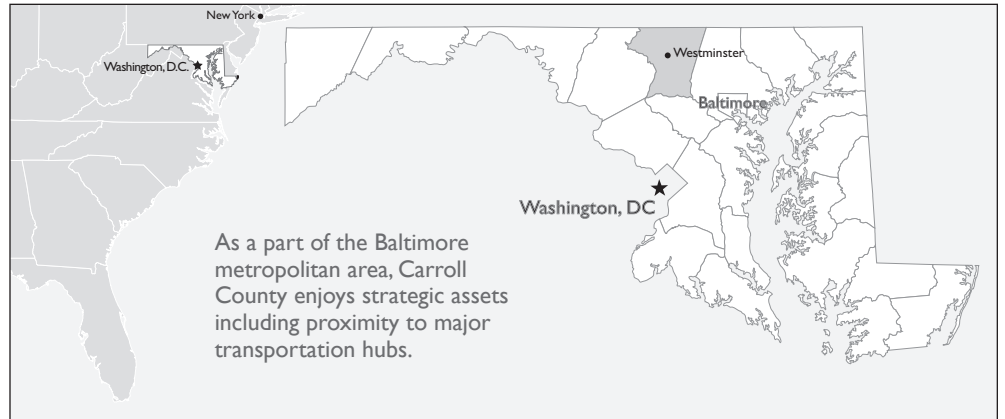 New York
Washington, D.C.
Westminster
Baltimore
Washington, DC
As a part of the Baltimore
metropolitan area, Carroll
County enjoys strategic assets
including proximity to major
transportation hubs.